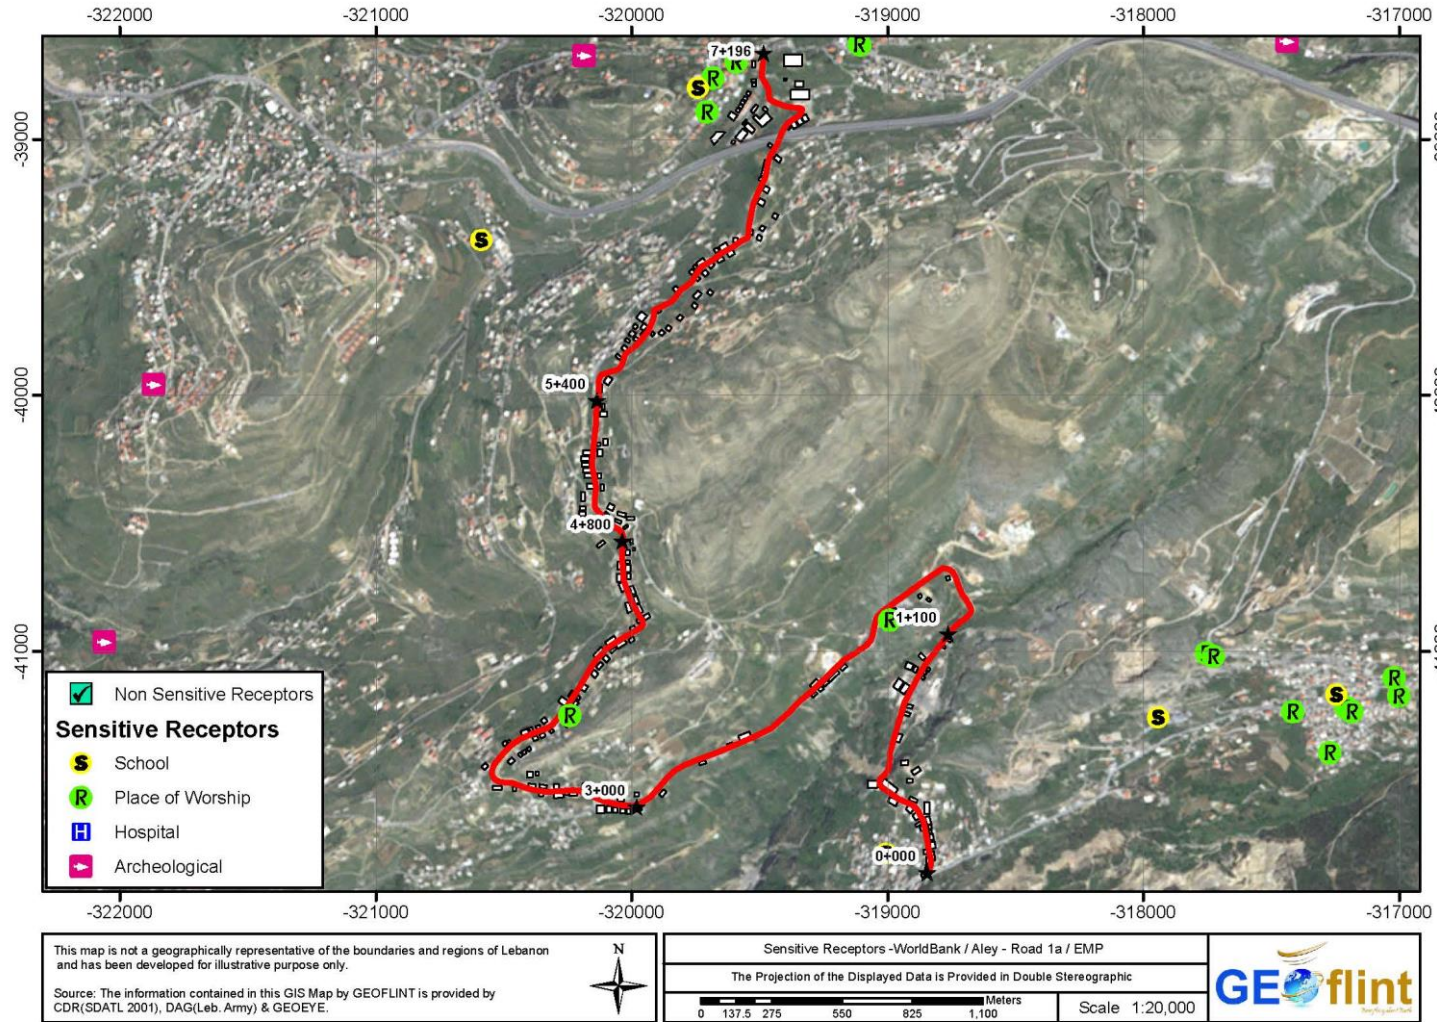 -322000 -321000 -320000 -319000 -318000 -317000
7+196
R R
S R
R
-39000
S
5+400
-40000
4+800
R 1+100
-41000
R
R R
S R
S R R R
R
3+000
0+000
Non Sensitive Receptors
Sensitive Receptors
S School
R Place of Worship
H Hospital
Archeological
-322000 -321000 -320000 -319000 -318000 -317000
This map is not a geographically representative of the boundaries and regions of Lebanon
and has been developed for illustrative purpose only.
Source: The information contained in this GIS Map by GEOFLINT is provided by
CDR(SDATL 2001), DAG(Leb. Army) & GEOEYE.
N
Sensitive Receptors -WorldBank / Aley - Road 1a / EMP
The Projection of the Displayed Data is Provided in Double Stereographic
Meters
0 137.5 275 550 825 1,100
Scale 1:20,000
GEOflint